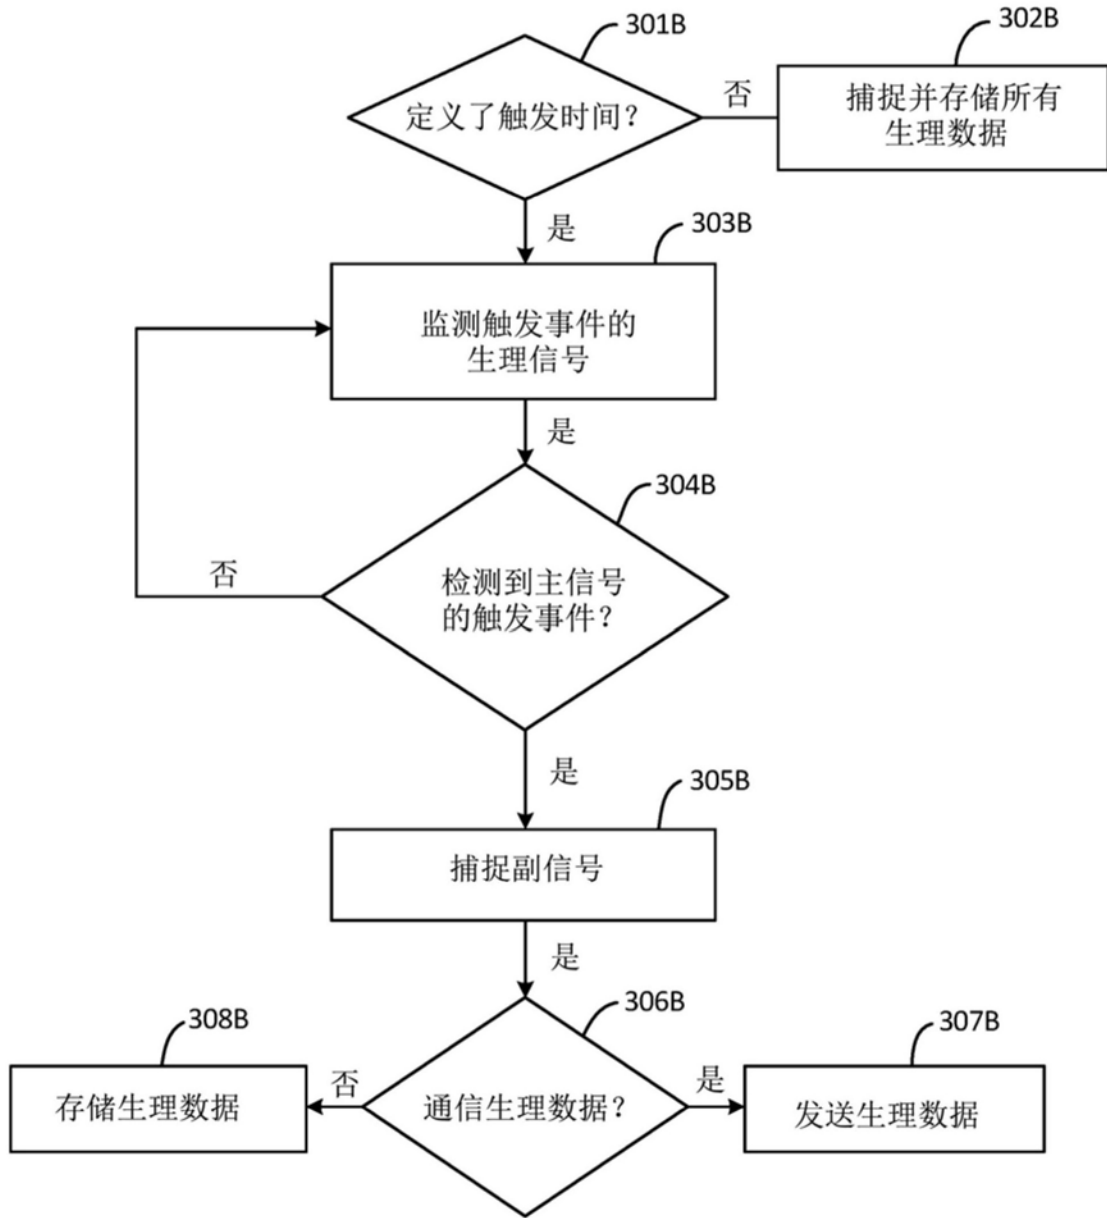 301B
302B
定义了触发时间？
否
捕捉并存储所有
生理数据
是
303B
监测触发事件的
生理信号
是
304B
否
检测到主信号
的触发事件？
是
305B
捕捉副信号
是
306B
308B
307B
存储生理数据
否
通信生理数据？
是
发送生理数据